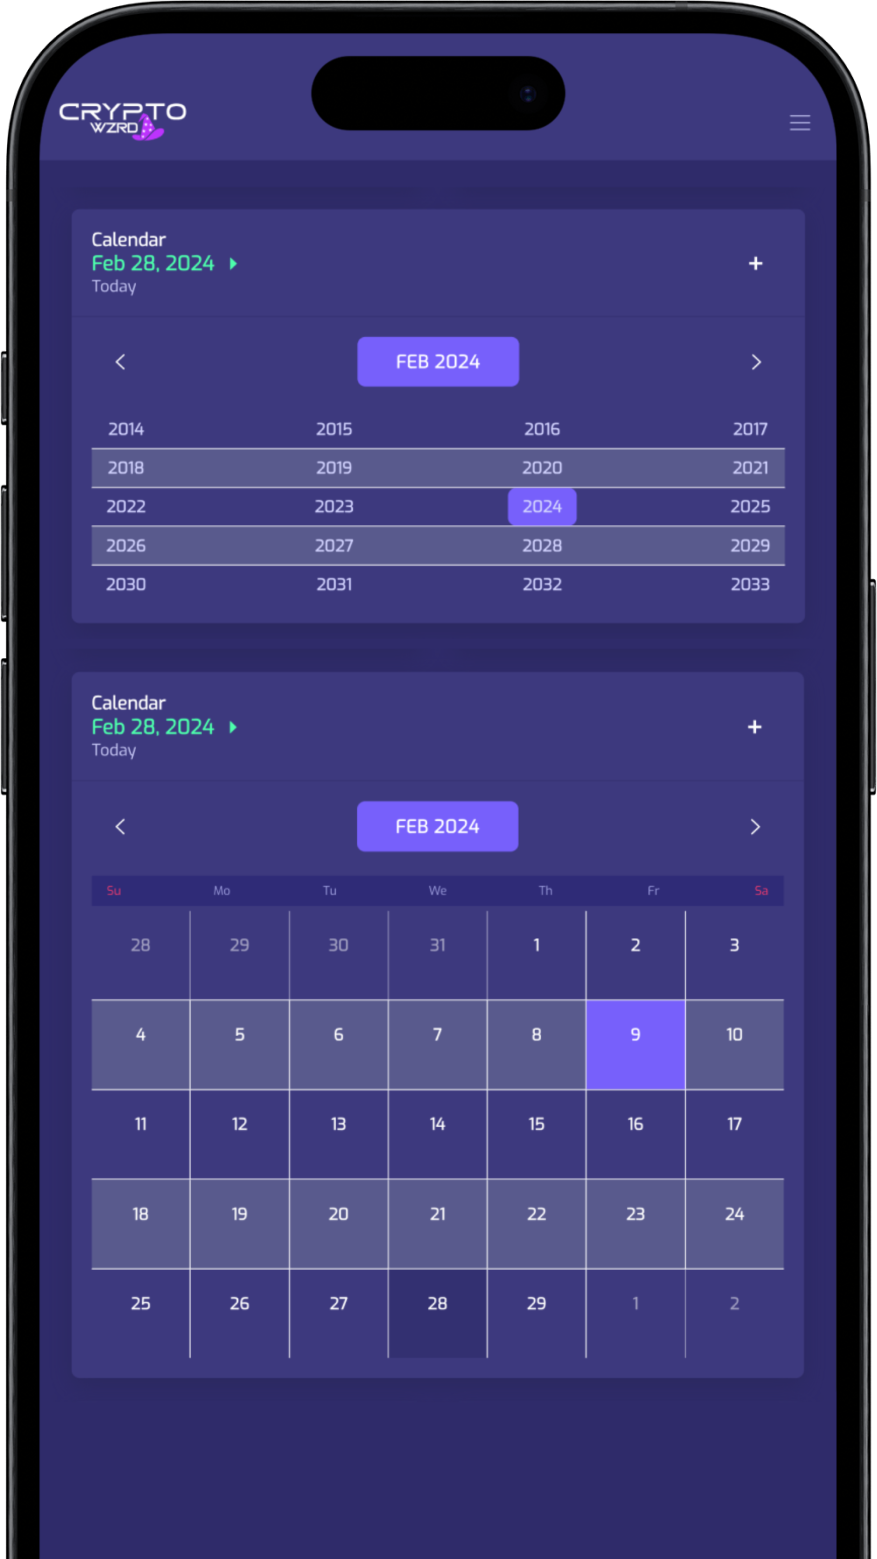 CRYPTO
WZRD
Calendar
Feb 28, 2024
Today
+
FEB 2024
2014 2015 2016 2017
2018 2019 2020 2021
2022 2023 2024 2025
2026 2027 2028 2029
2030 2031 2032 2033
Calendar
Feb 28, 2024
Today
+
FEB 2024
Su Mo Tu We Th Fr Sa
28 29 30 31 1 2 3
4 5 6 7 8 9 10
11 12 13 14 15 16 17
18 19 20 21 22 23 24
25 26 27 28 29 1 2